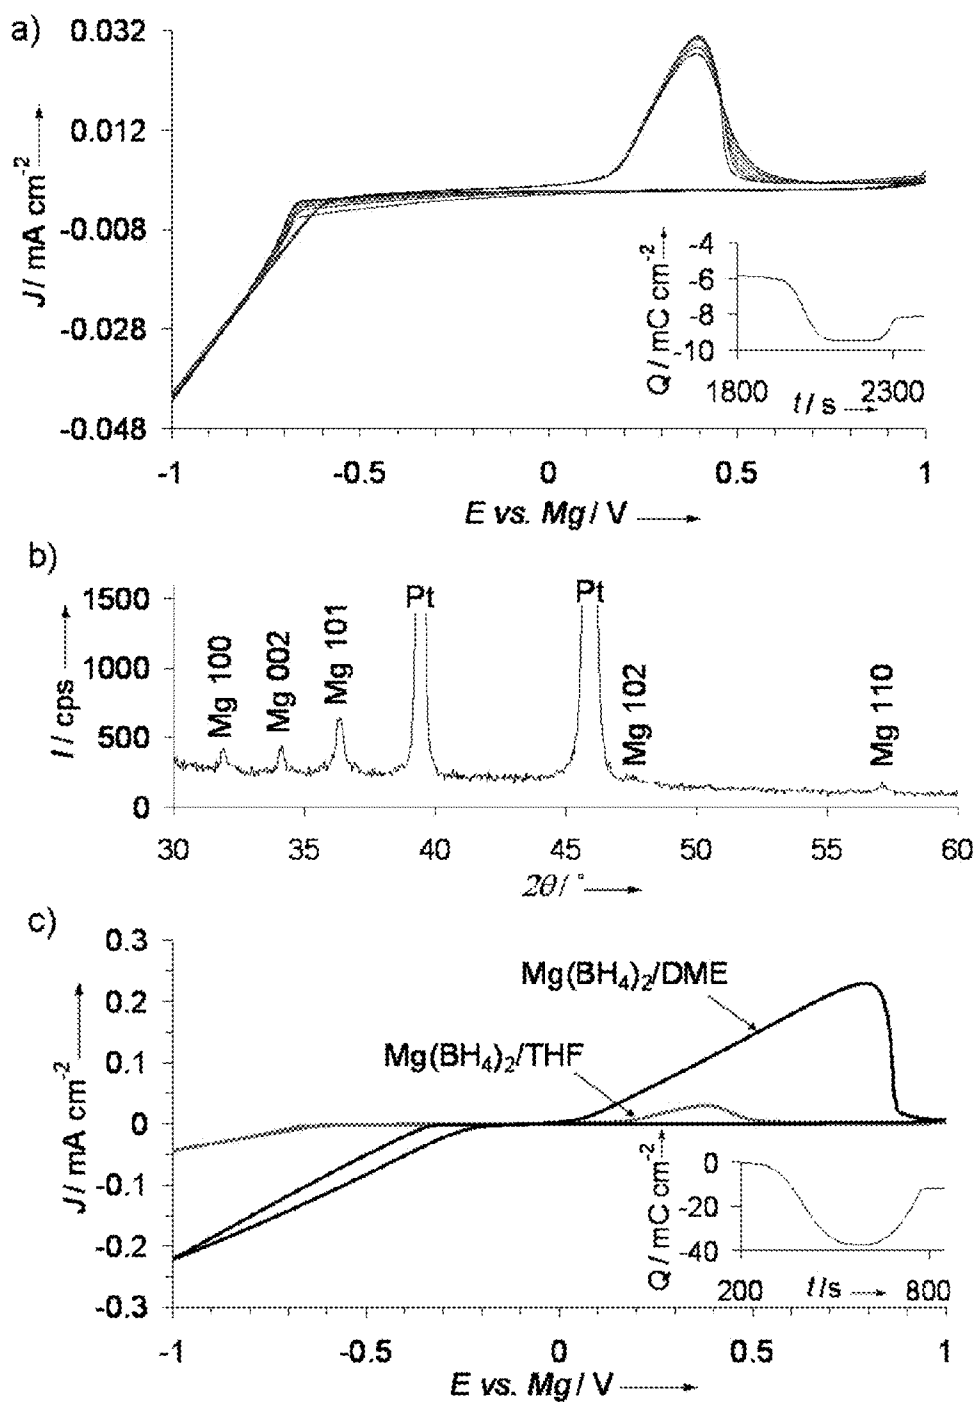 a)
0.032
0.012
-0.008
-0.028
-0.048
J / mA cm-2
-1
-0.5
0
0.5
1
E vs. Mg / V
Q / mC cm-2
-4
-6
-8
-10
1800
t / s
2300
b)
1500
1000
500
0
I / cps
Mg 100
Mg 002
Mg 101
Pt
Pt
Mg 102
Mg 110
30
35
40
45
50
55
60
2θ / °
c)
0.3
0.2
0.1
0
-0.1
-0.2
-0.3
J / mA cm-2
Mg(BH4)2/DME
Mg(BH4)2/THF
Q / mC cm-2
0
-20
-40
200
t/s
800
-1
-0.5
0
0.5
1
E vs. Mg / V